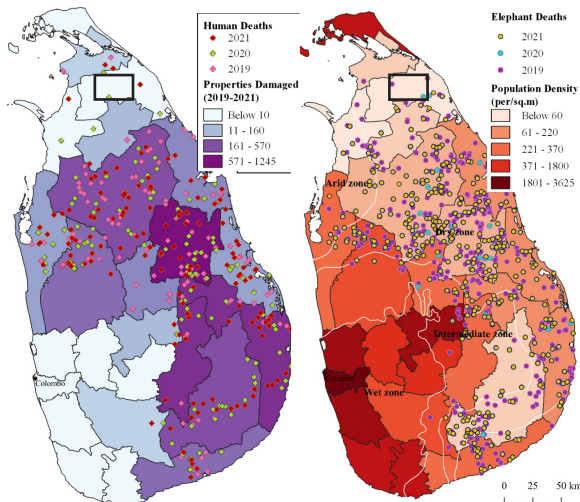 Human Deaths
2021
2020
2019
Properties Damaged
(2019-2021)
Below 10
11 - 160
161 - 570
571 - 1245
Colombo
Elephant Deaths
2021
2020
2019
Population Density
(per/sq.m)
Below 60
61 - 220
221 - 370
371 - 1800
1801 - 3625
Arid zone
Dry zone
Intermediate zone
Colombo
Wet zone
0 25 50 km